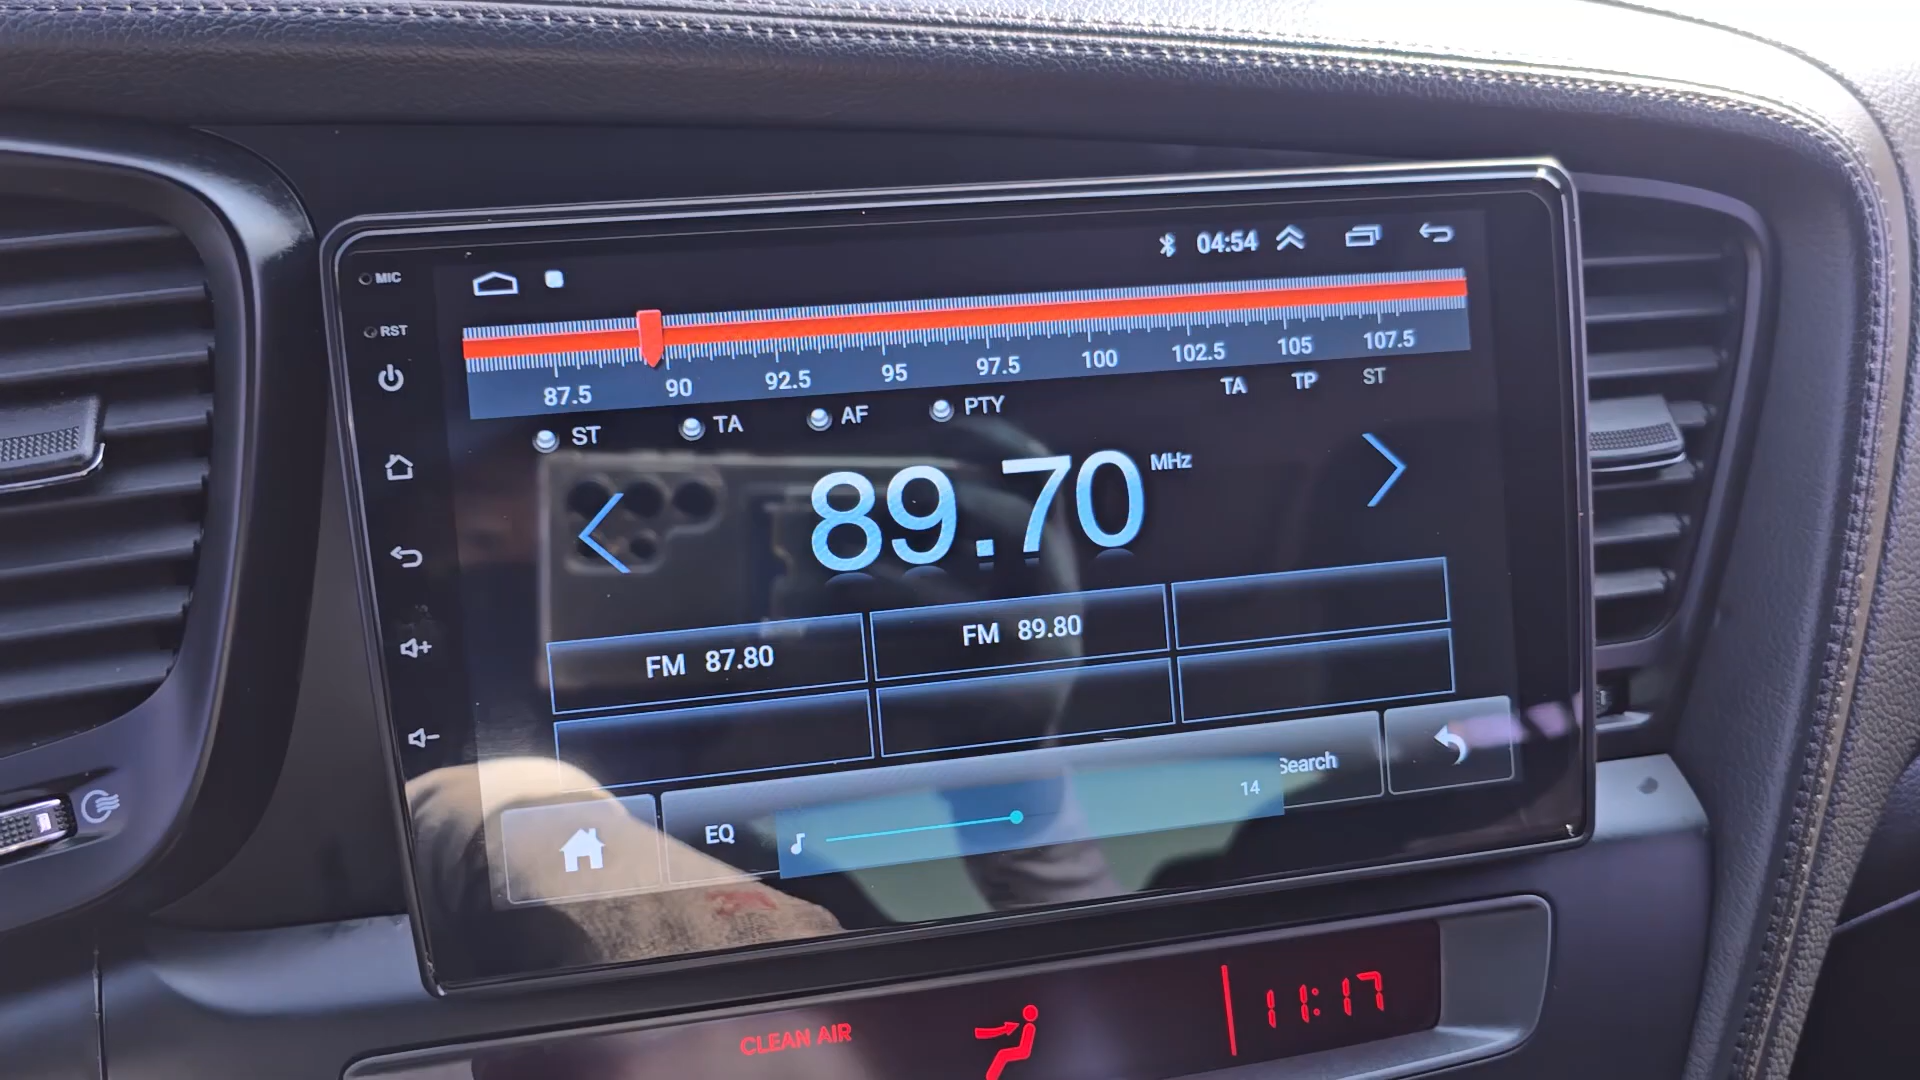 MIC
04:54
RST
87.5 90 92.5 95 97.5 100 102.5 105 107.5
ST TA AF PTY TA TP ST
89.70 MHz
FM 87.80 FM 89.80
EQ 14 Search
CLEAN AIR 11:17